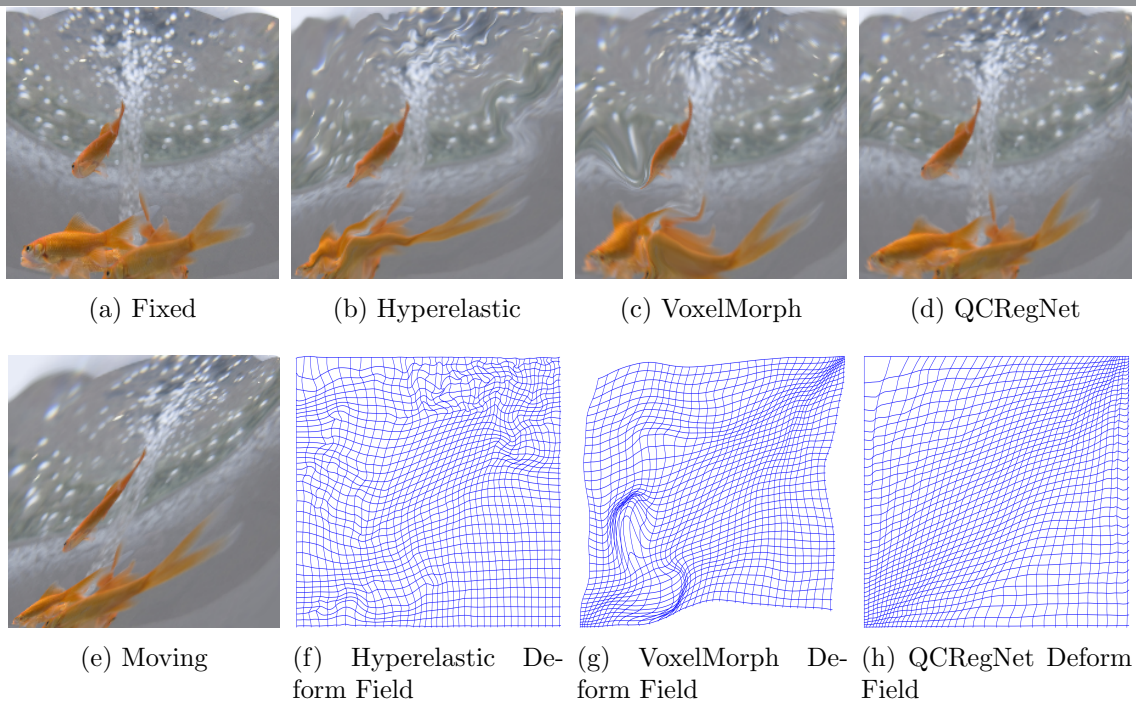 (a) Fixed
(b) Hyperelastic
(c) VoxelMorph
(d) QCRegNet
(e) Moving
(f) Hyperelastic De-
form Field
(g) VoxelMorph De-
form Field
(h) QCRegNet Deform
Field